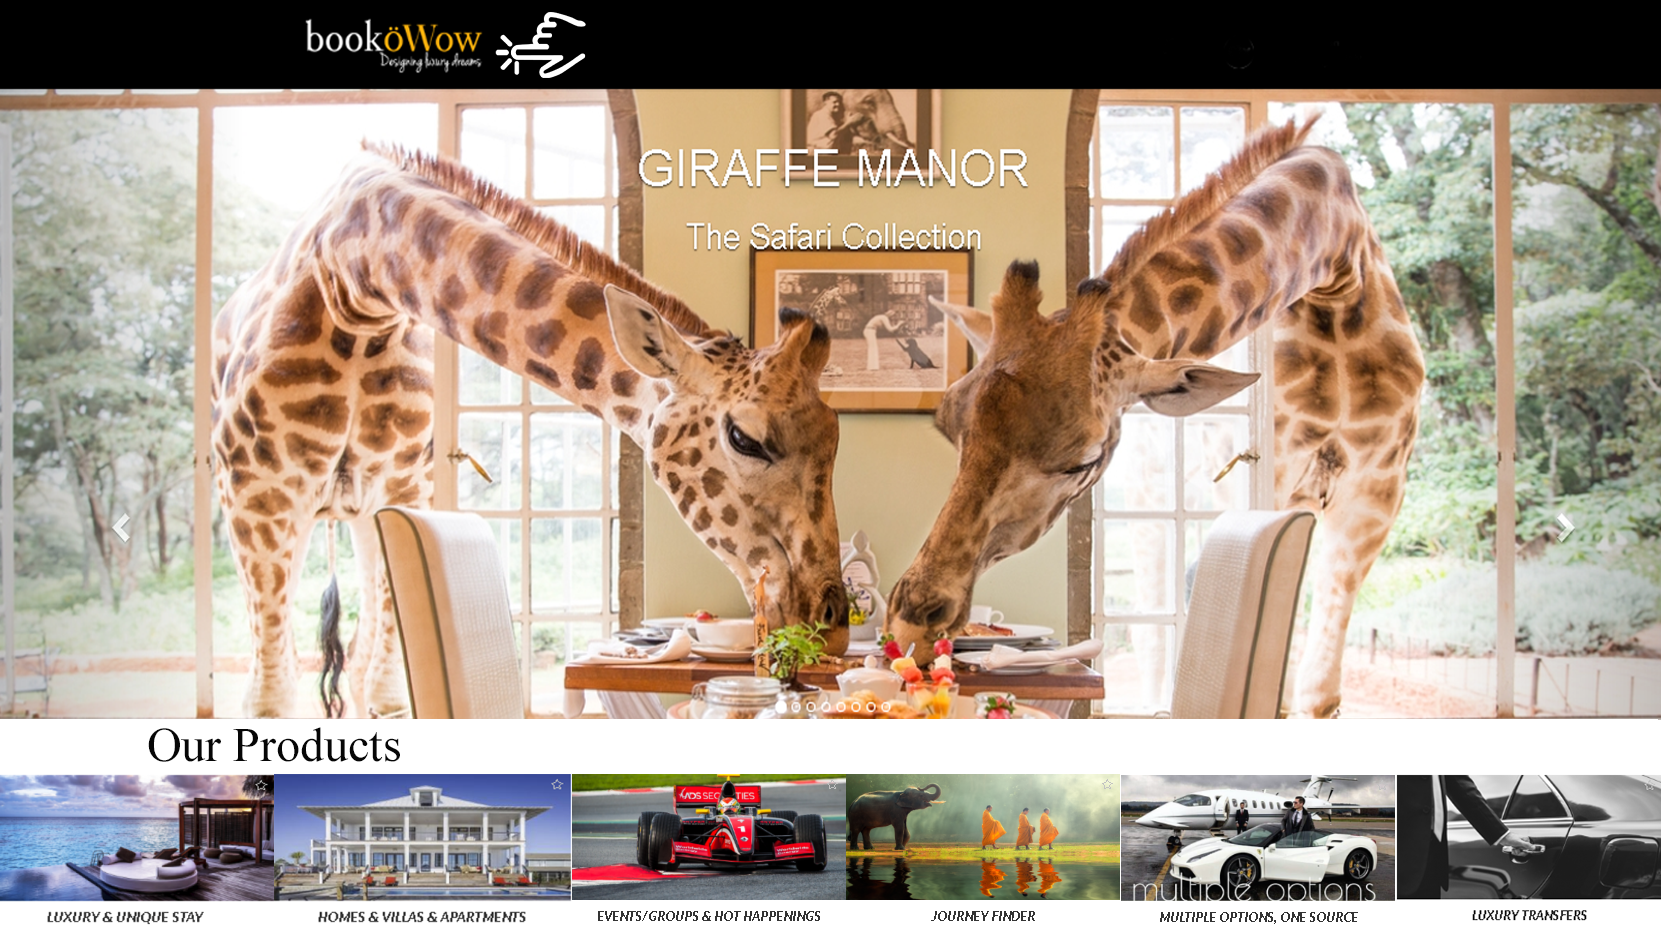 booköWow
Designing luxury dreams
GIRAFFE MANOR
The Safari Collection
Our Products
LUXURY & UNIQUE STAY
HOMES & VILLAS & APARTMENTS
EVENTS/GROUPS & HOT HAPPENINGS
JOURNEY FINDER
multiple options
MULTIPLE OPTIONS, ONE SOURCE
LUXURY TRANSFERS